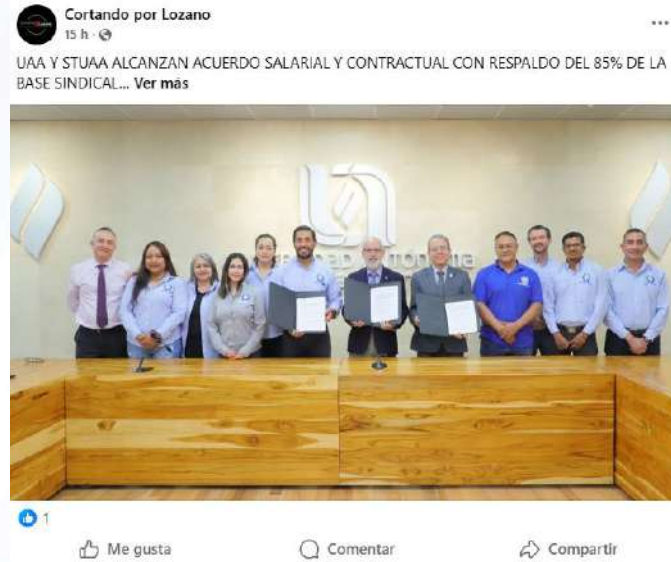 Cortando por Lozano
15 h
UAA Y STUAA ALCANZAN ACUERDO SALARIAL Y CONTRACTUAL CON RESPALDO DEL 85% DE LA
BASE SINDICAL... Ver más
1
Me gusta
Comentar
Compartir